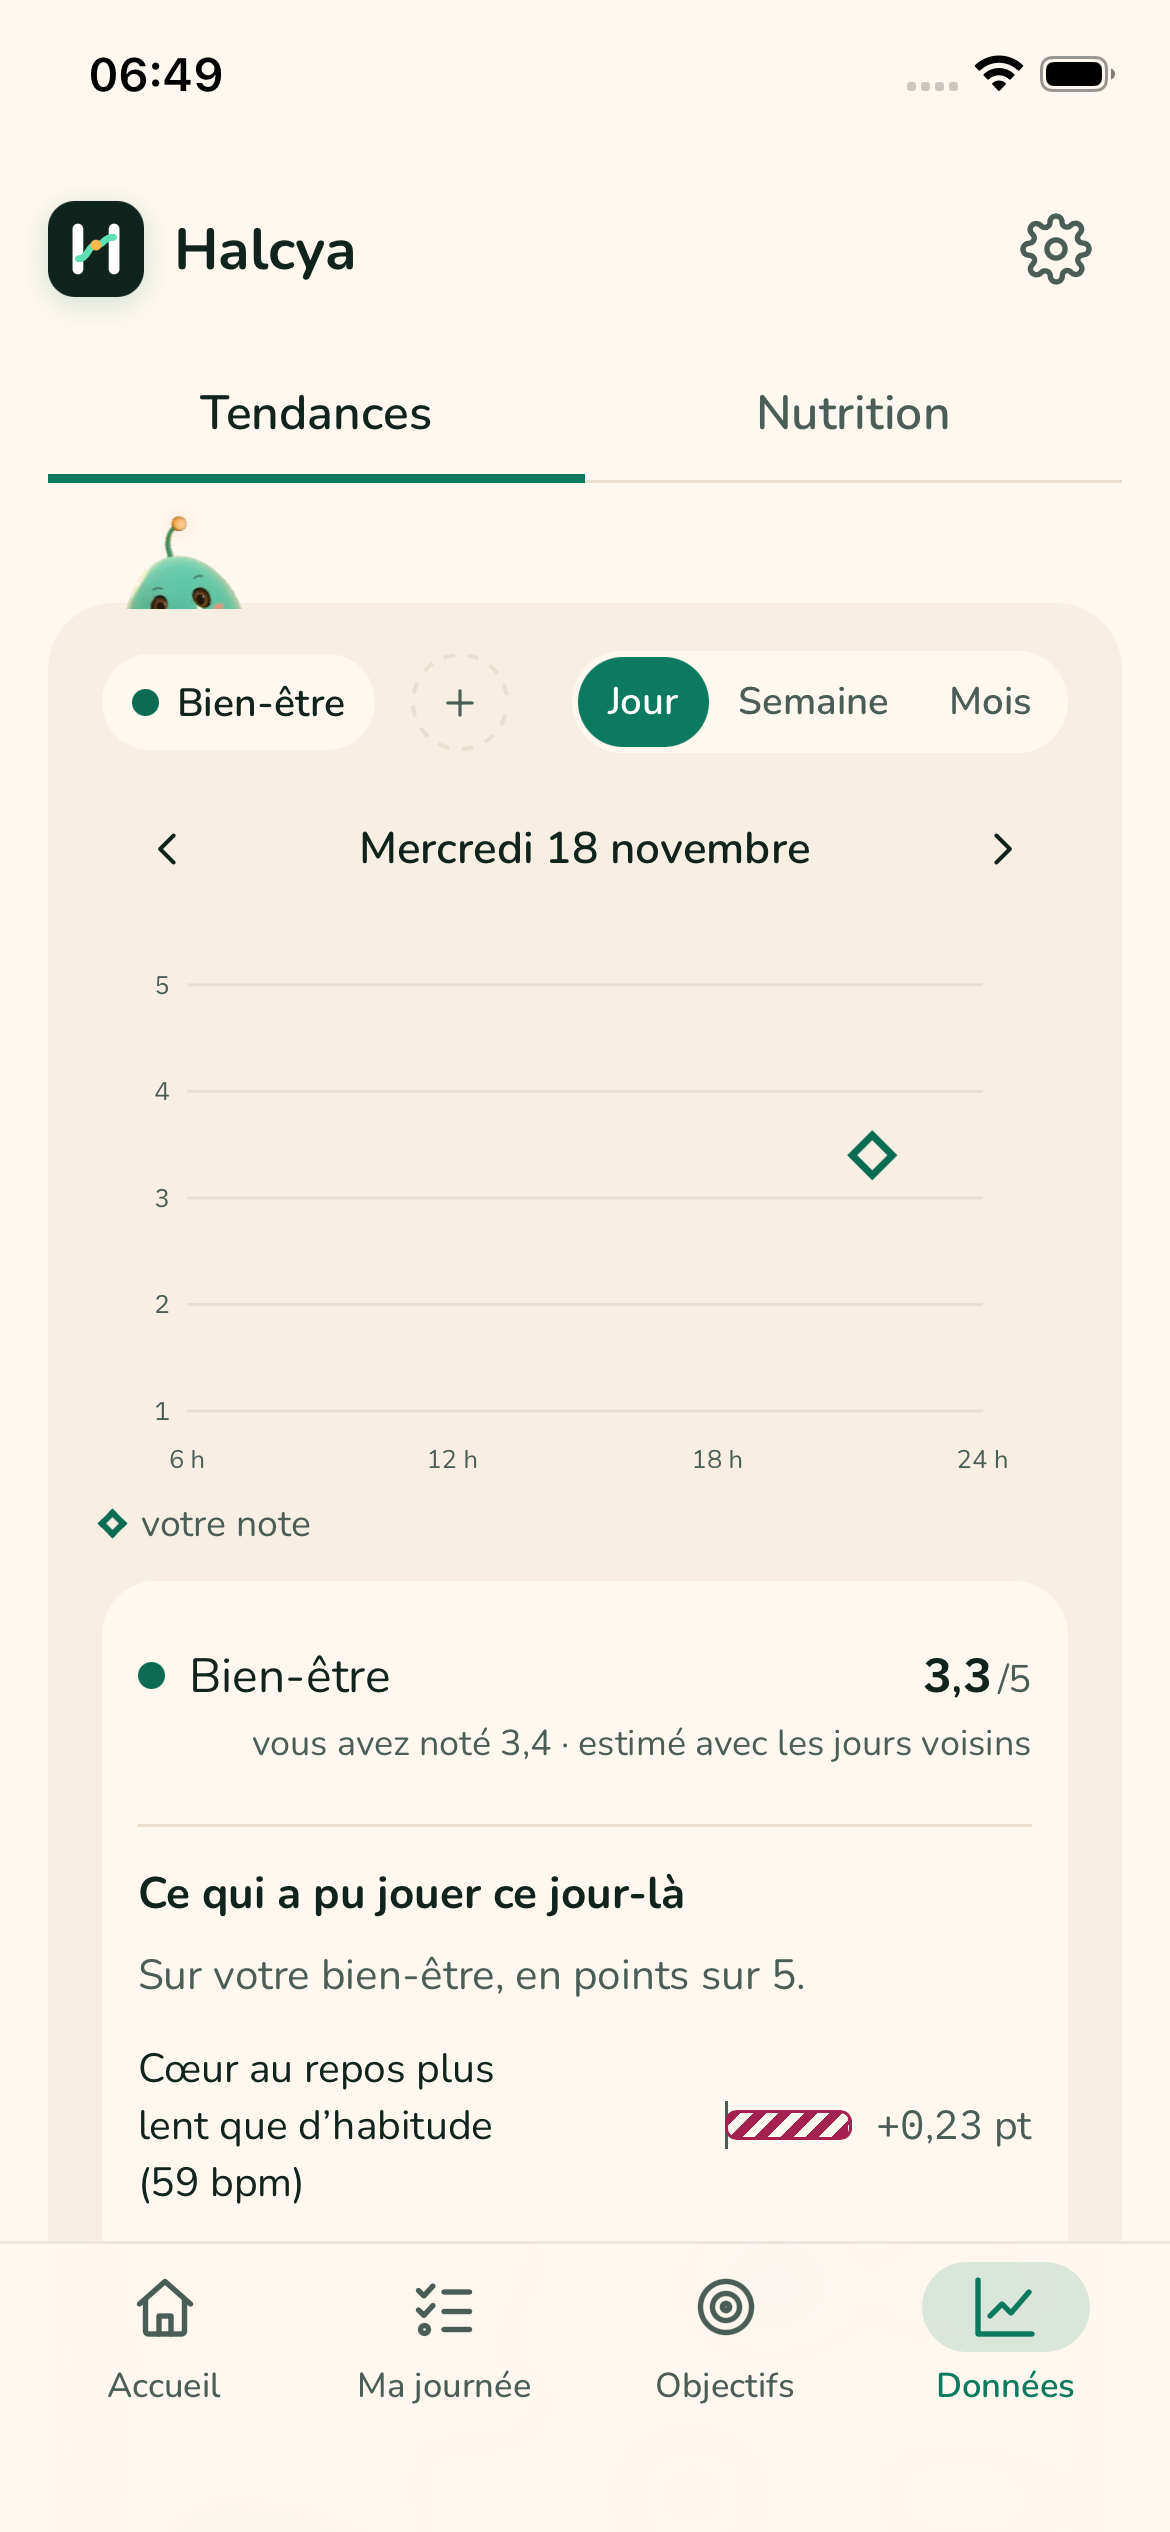 06:49
Halcya
Tendances
Nutrition
Bien-être
+
Jour
Semaine
Mois
Mercredi 18 novembre
5
4
3
2
1
6 h
12 h
18 h
24 h
votre note
Bien-être
3,3 /5
vous avez noté 3,4 · estimé avec les jours voisins
Ce qui a pu jouer ce jour-là
Sur votre bien-être, en points sur 5.
Cœur au repos plus
lent que d’habitude
(59 bpm)
+0,23 pt
Accueil
Ma journée
Objectifs
Données